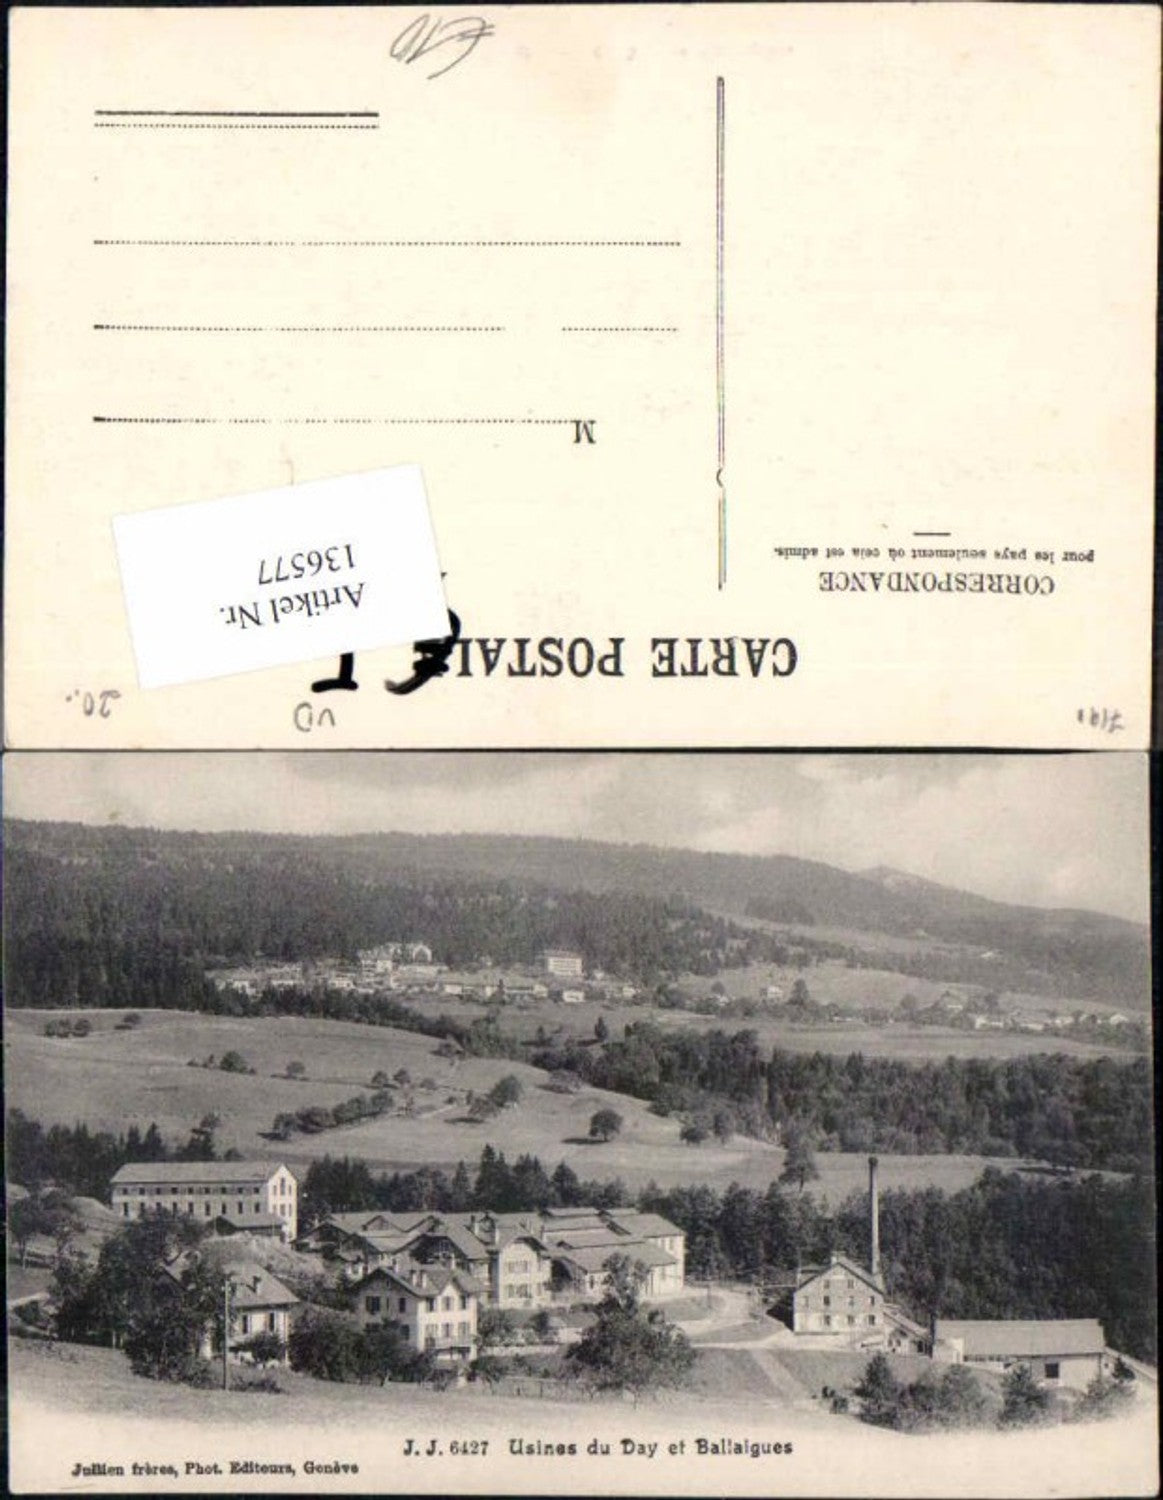 CARTE POSTALE
CORRESPONDANCE
pour les pays seulement où cela est admis.
M
Artikel Nr.
136577
VD
20.-
J. J. 6427 Usines du Day et Ballaigues
Jullien frères, Phot. Editeurs, Genève